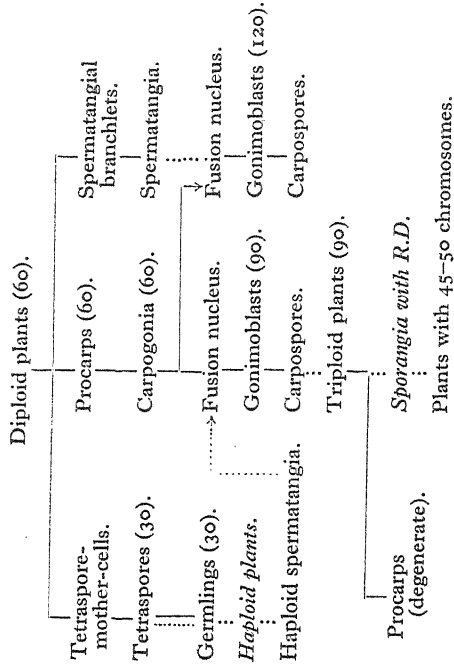 Diploid plants (60).
Tetraspore-
mother-cells.
Procarps (60).
Spermatangial
branchlets.
Tetraspores (30).
Carpogonia (60).
Spermatangia.
Germlings (30).
Fusion nucleus.
Fusion nucleus.
Haploid plants.
Gonimoblasts (90).
Gonimoblasts (120).
Haploid spermatangia.
Carpospores.
Carpospores.
Triploid plants (90).
Procarps
(degenerate).
Sporangia with R.D.
Plants with 45–50 chromosomes.